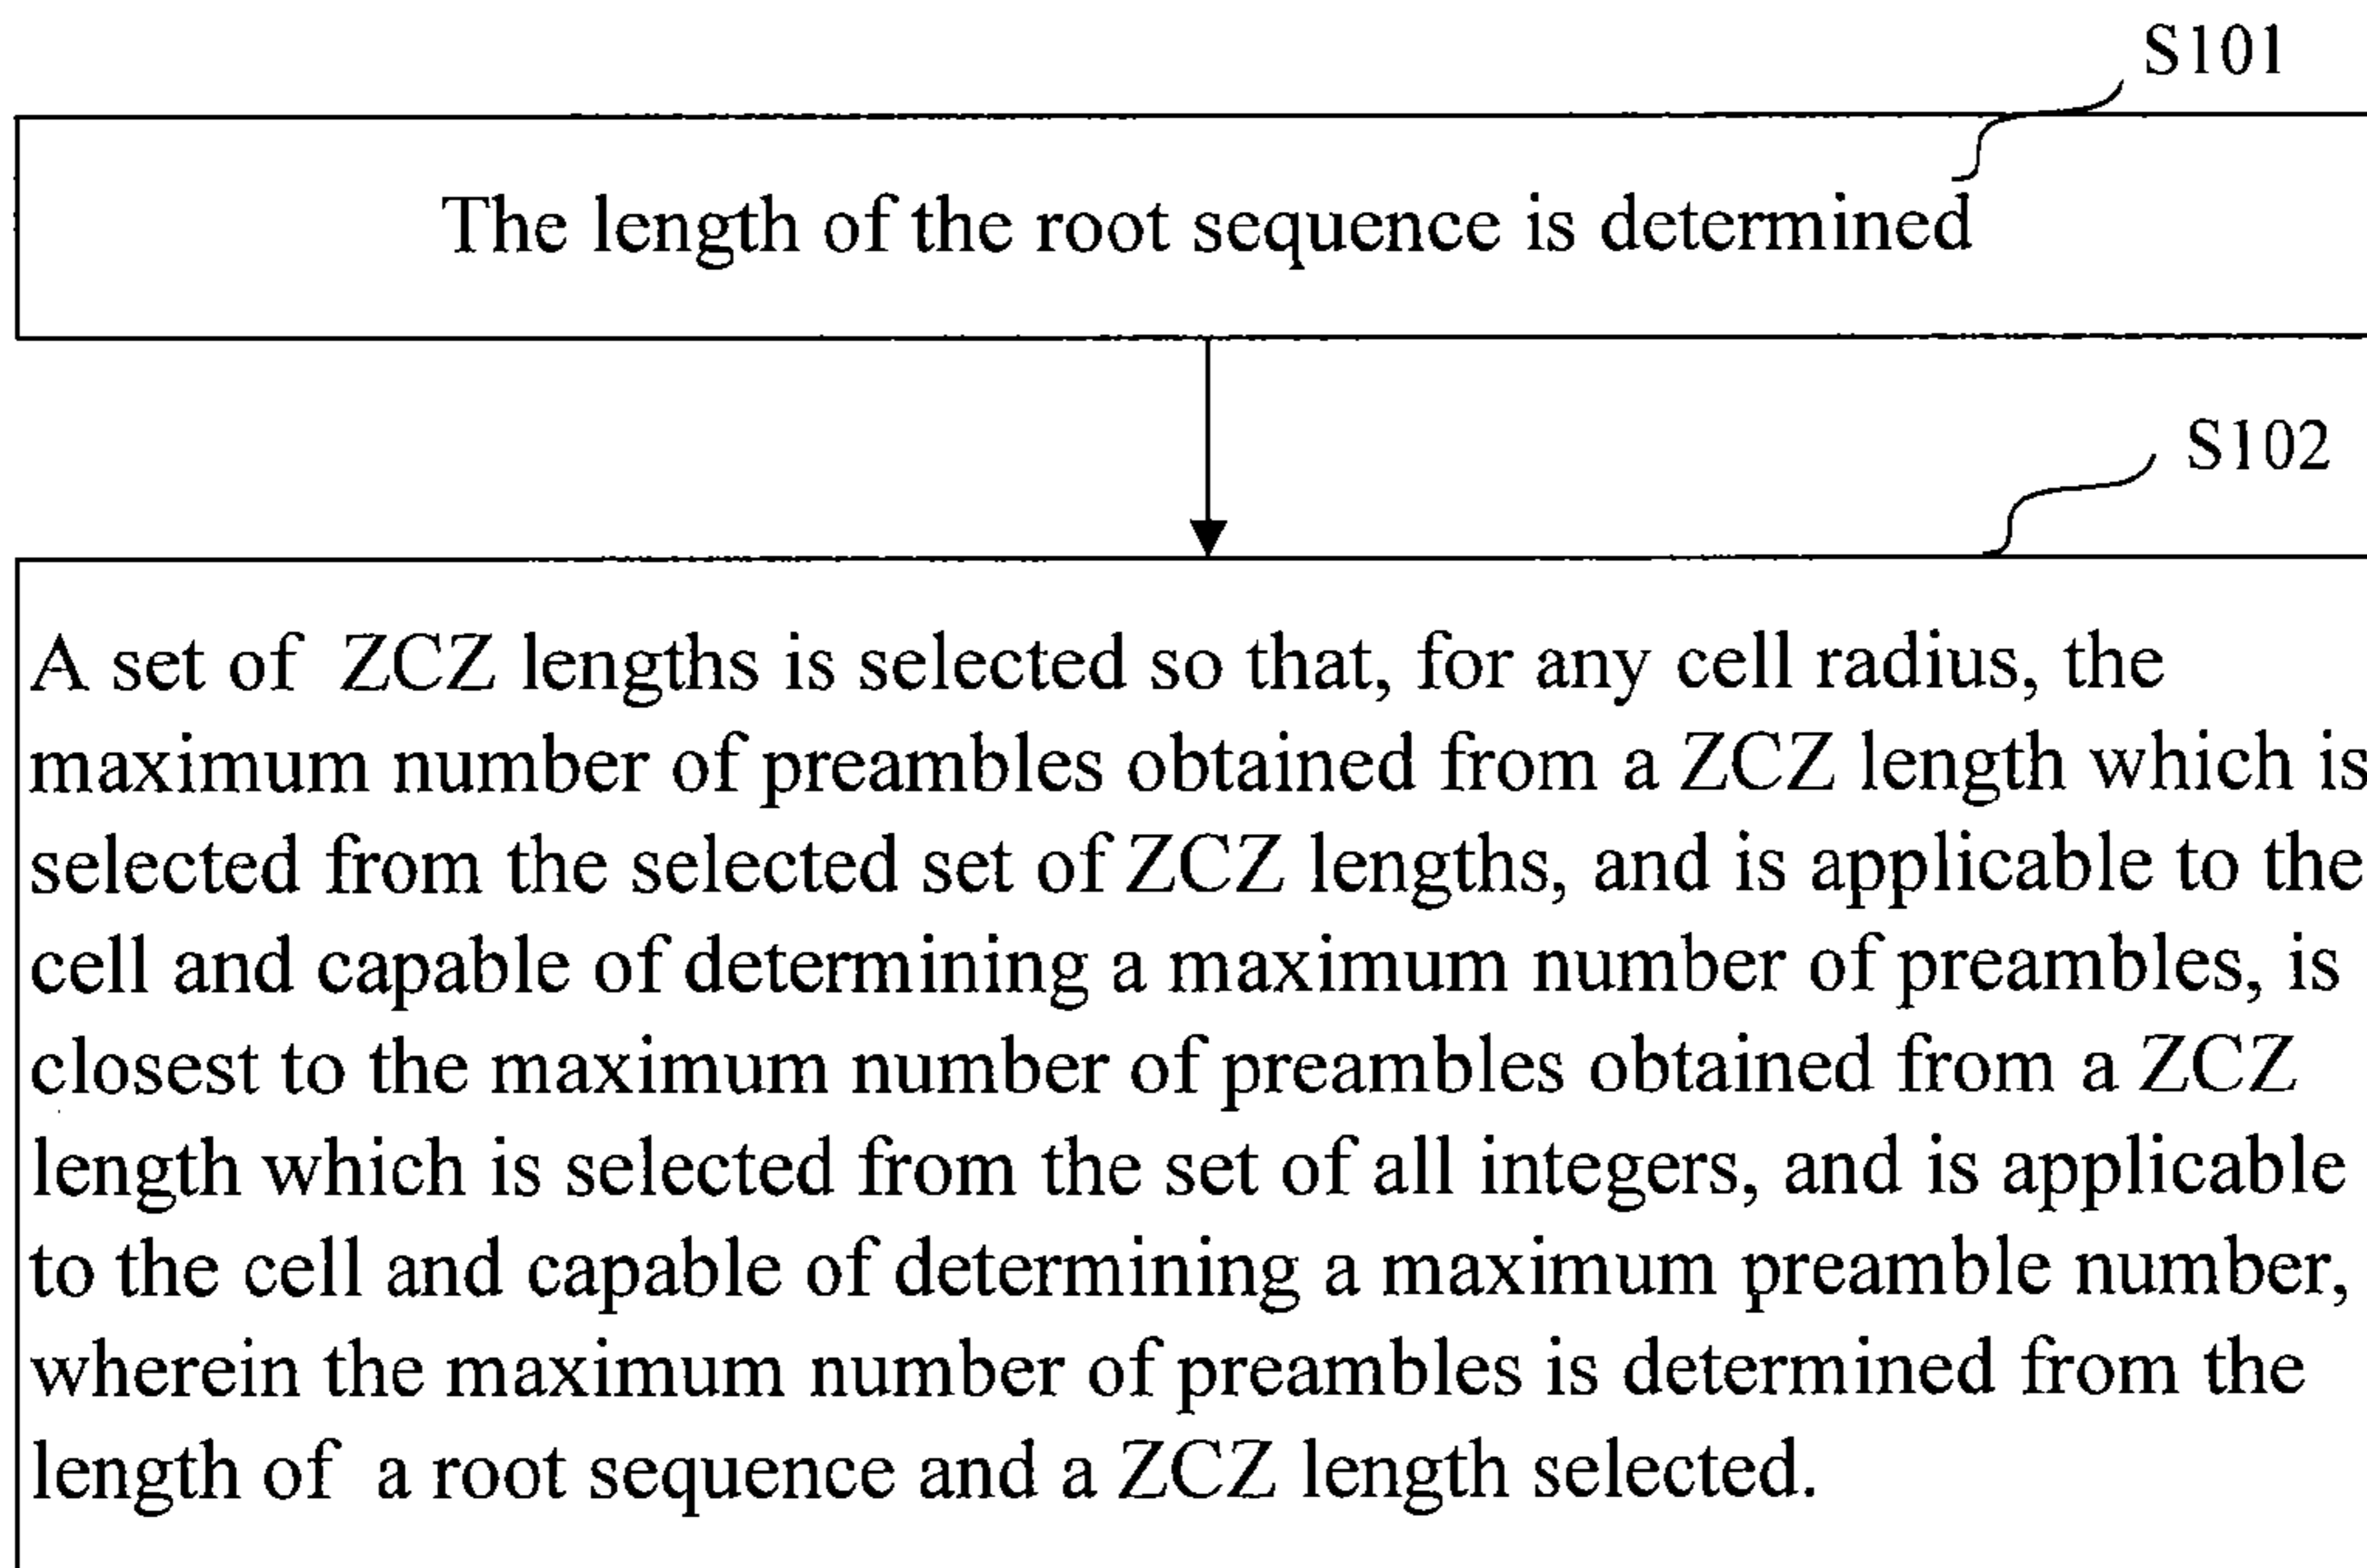 S101
The length of the root sequence is determined
S102
A set of ZCZ lengths is selected so that, for any cell radius, the
maximum number of preambles obtained from a ZCZ length which is
selected from the selected set of ZCZ lengths, and is applicable to the
cell and capable of determining a maximum number of preambles, is
closest to the maximum number of preambles obtained from a ZCZ
length which is selected from the set of all integers, and is applicable
to the cell and capable of determining a maximum preamble number,
wherein the maximum number of preambles is determined from the
length of a root sequence and a ZCZ length selected.